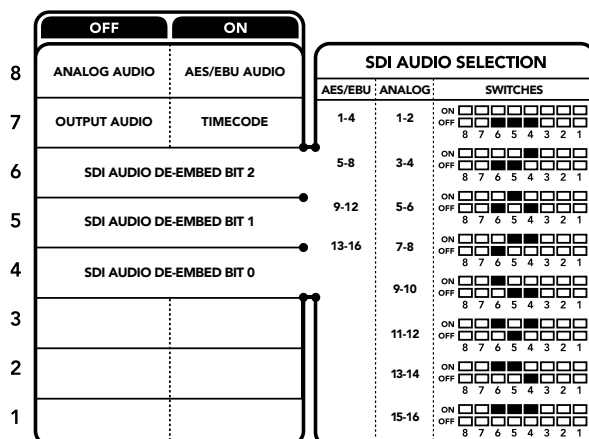 OFF ON
8 ANALOG AUDIO AES/EBU AUDIO
7 OUTPUT AUDIO TIMECODE
6 SDI AUDIO DE-EMBED BIT 2
5 SDI AUDIO DE-EMBED BIT 1
4 SDI AUDIO DE-EMBED BIT 0
3
2
1
SDI AUDIO SELECTION
AES/EBU ANALOG SWITCHES
1-4 1-2
ON
OFF
8 7 6 5 4 3 2 1
5-8 3-4
ON
OFF
8 7 6 5 4 3 2 1
9-12 5-6
ON
OFF
8 7 6 5 4 3 2 1
13-16 7-8
ON
OFF
8 7 6 5 4 3 2 1
9-10
ON
OFF
8 7 6 5 4 3 2 1
11-12
ON
OFF
8 7 6 5 4 3 2 1
13-14
ON
OFF
8 7 6 5 4 3 2 1
15-16
ON
OFF
8 7 6 5 4 3 2 1